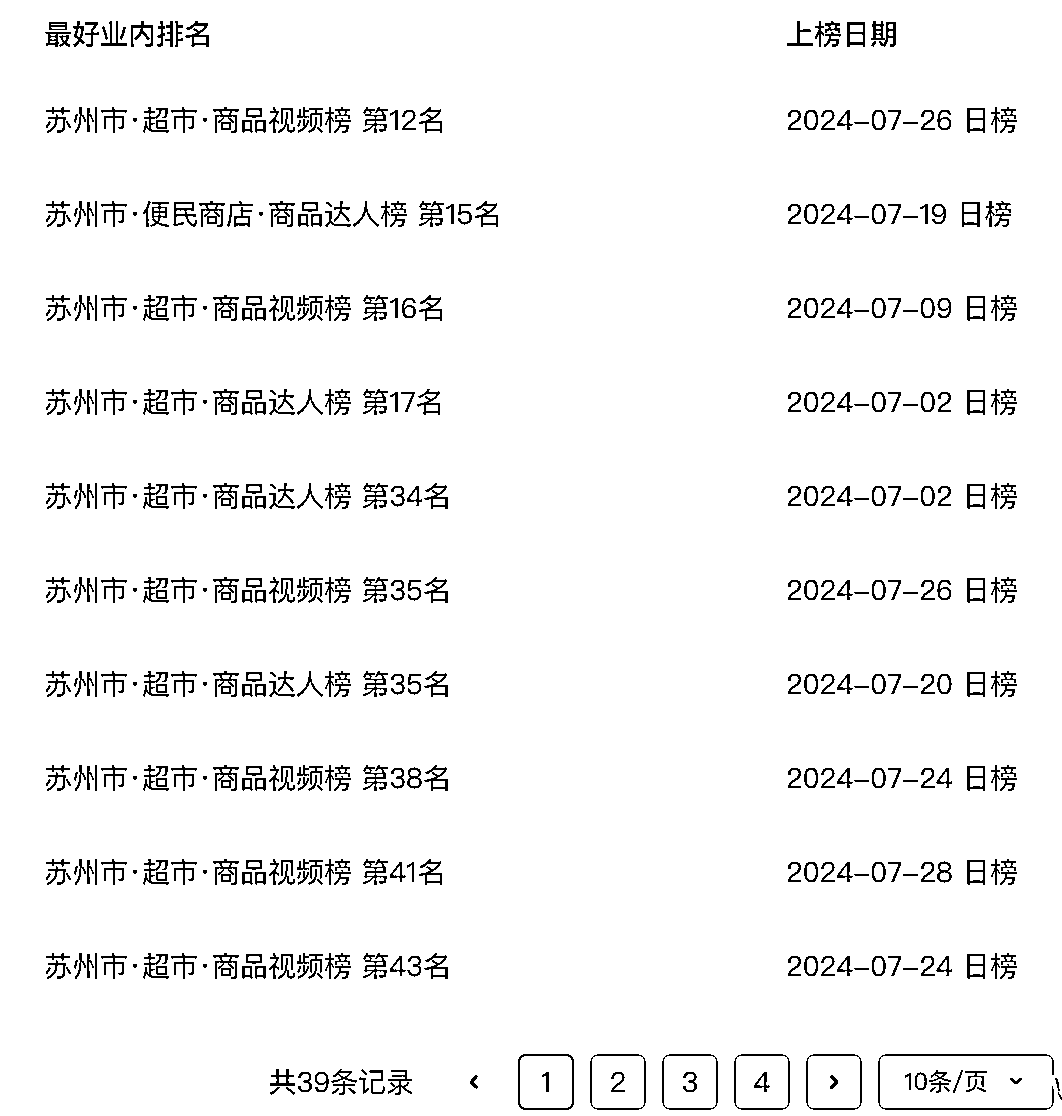 最好业内排名 上榜日期
苏州市·超市·商品视频榜 第12名 2024-07-26 日榜
苏州市·便民商店·商品达人榜 第15名 2024-07-19 日榜
苏州市·超市·商品视频榜 第16名 2024-07-09 日榜
苏州市·超市·商品达人榜 第17名 2024-07-02 日榜
苏州市·超市·商品达人榜 第34名 2024-07-02 日榜
苏州市·超市·商品视频榜 第35名 2024-07-26 日榜
苏州市·超市·商品达人榜 第35名 2024-07-20 日榜
苏州市·超市·商品视频榜 第38名 2024-07-24 日榜
苏州市·超市·商品视频榜 第41名 2024-07-28 日榜
苏州市·超市·商品视频榜 第43名 2024-07-24 日榜
共39条记录 ‹ 1 2 3 4 › 10条/页